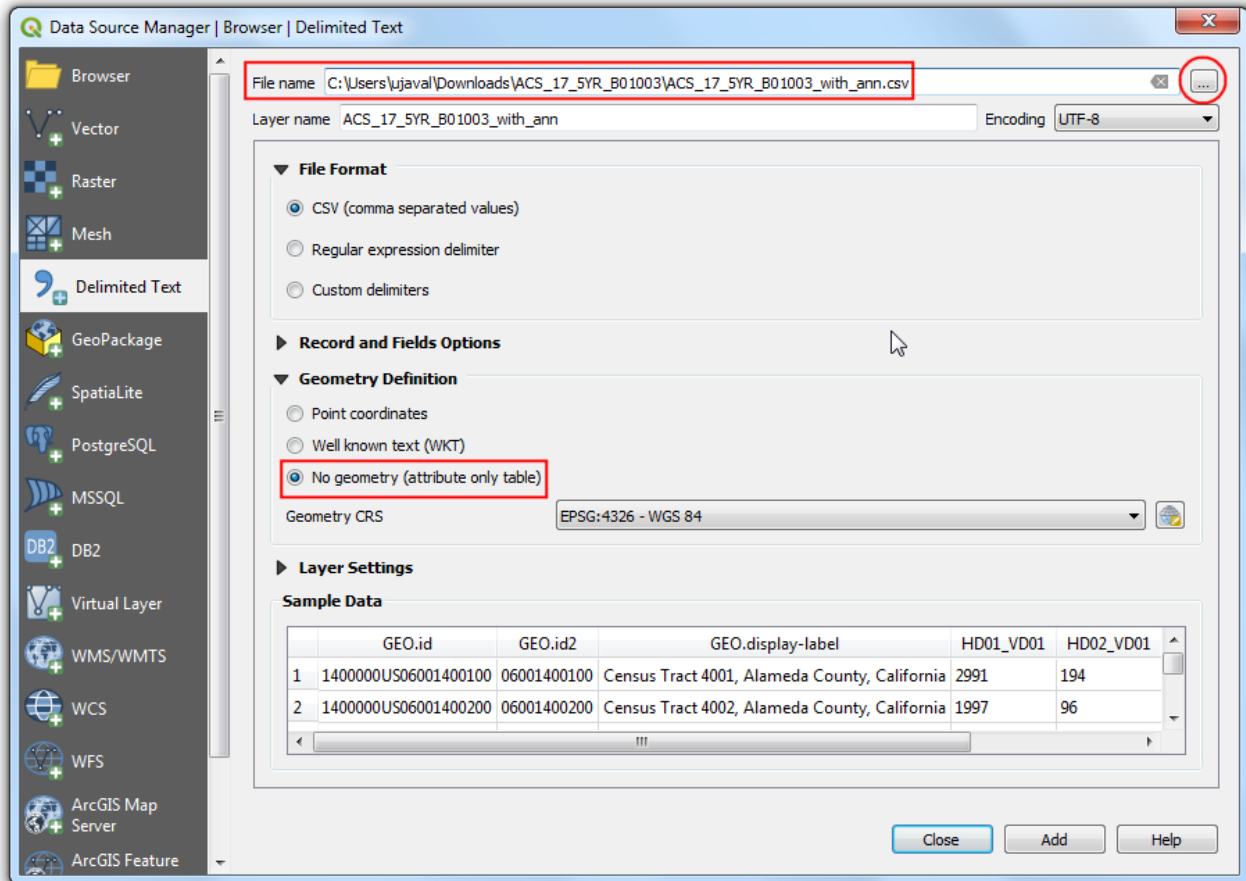 Data Source Manager | Browser | Delimited Text
Browser
Vector
Raster
Mesh
Delimited Text
GeoPackage
SpatiaLite
PostgreSQL
MSSQL
DB2 DB2
Virtual Layer
WMS/WMTS
WCS
WFS
ArcGIS Map
Server
ArcGIS Feature
File name C:\Users\ujaval\Downloads\ACS_17_5YR_B01003\ACS_17_5YR_B01003_with_ann.csv ...
Layer name ACS_17_5YR_B01003_with_ann Encoding UTF-8
File Format
CSV (comma separated values)
Regular expression delimiter
Custom delimiters
Record and Fields Options
Geometry Definition
Point coordinates
Well known text (WKT)
No geometry (attribute only table)
Geometry CRS EPSG:4326 - WGS 84
Layer Settings
Sample Data
GEO.id GEO.id2 GEO.display-label HD01_VD01 HD02_VD01
1 1400000US06001400100 06001400100 Census Tract 4001, Alameda County, California 2991 194
2 1400000US06001400200 06001400200 Census Tract 4002, Alameda County, California 1997 96
Close Add Help